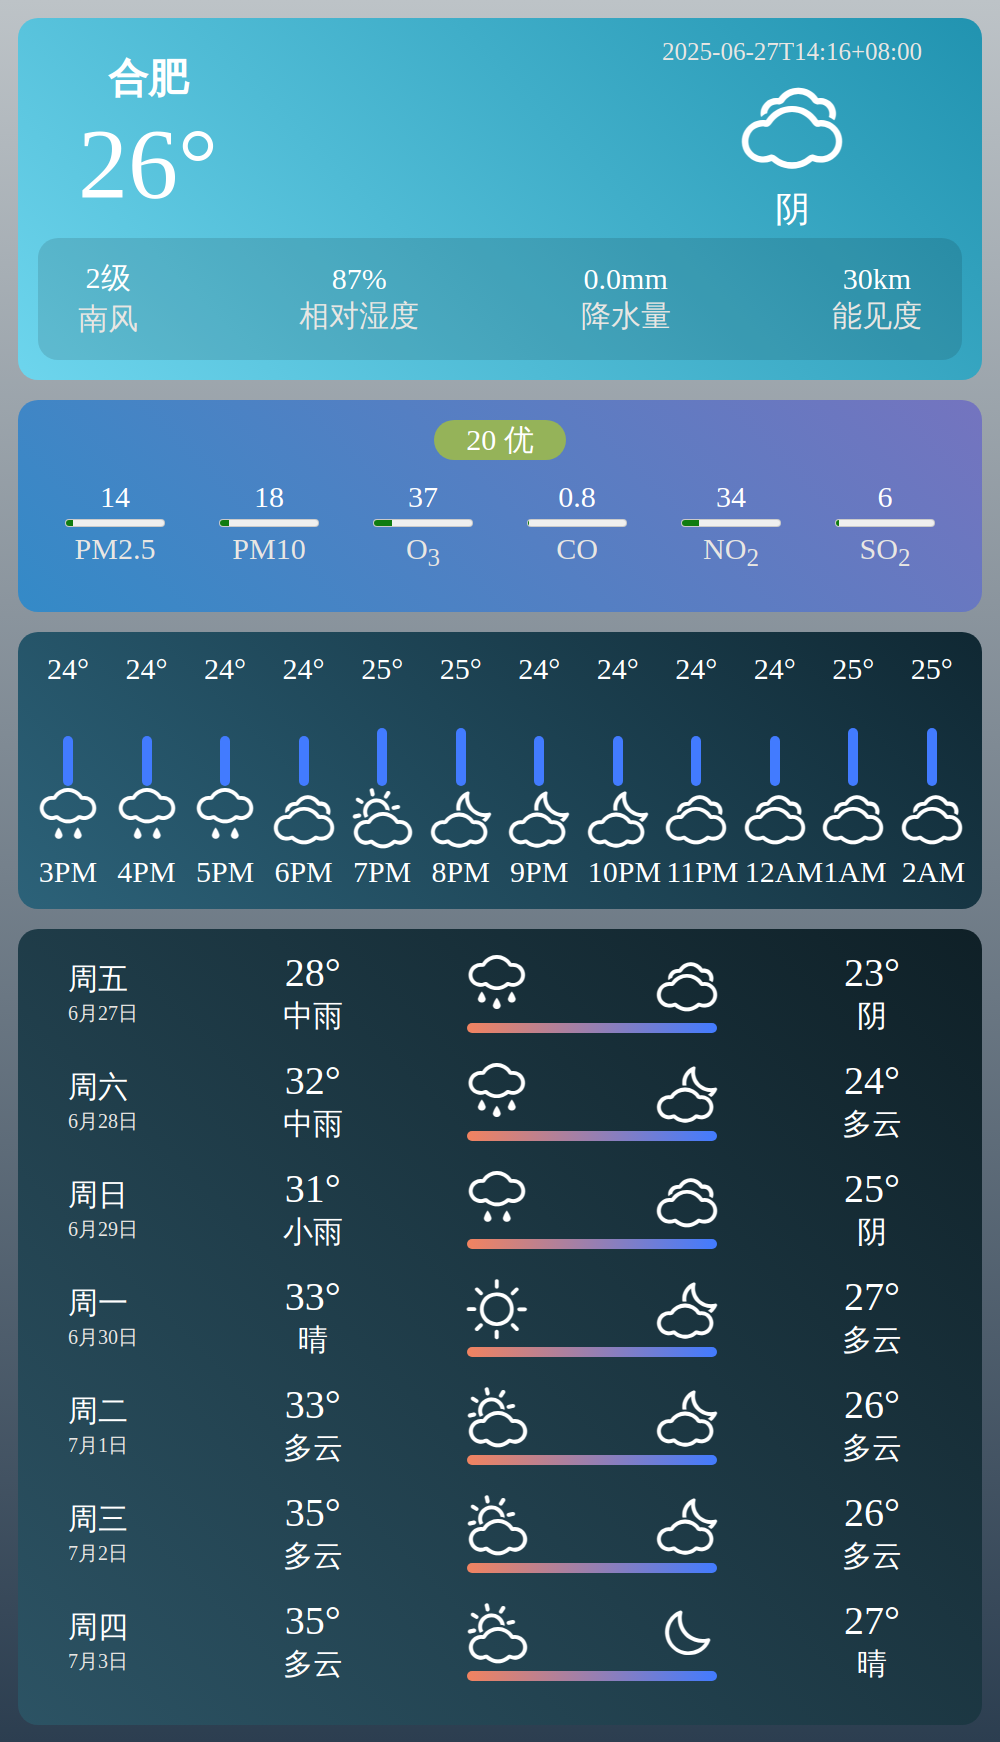 合肥
2025-06-27T14:16+08:00
26°
阴
2级 87% 0.0mm 30km
南风 相对湿度 降水量 能见度
20 优
14 18 37 0.8 34 6
PM2.5 PM10 O3 CO NO2 SO2
24° 24° 24° 24° 25° 25° 24° 24° 24° 24° 25° 25°
3PM 4PM 5PM 6PM 7PM 8PM 9PM 10PM 11PM 12AM 1AM 2AM
周五 28° 23°
6月27日 中雨 阴
周六 32° 24°
6月28日 中雨 多云
周日 31° 25°
6月29日 小雨 阴
周一 33° 27°
6月30日 晴 多云
周二 33° 26°
7月1日 多云 多云
周三 35° 26°
7月2日 多云 多云
周四 35° 27°
7月3日 多云 晴